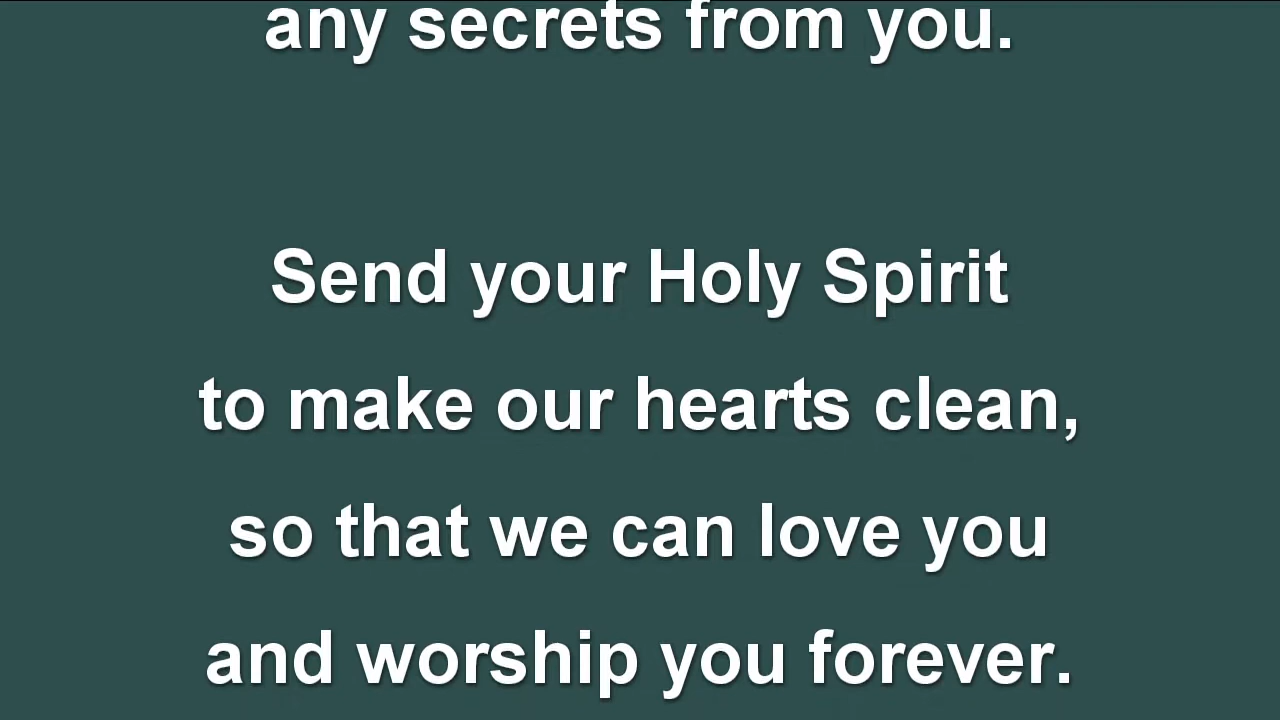 any secrets from you.
Send your Holy Spirit
to make our hearts clean,
so that we can love you
and worship you forever.